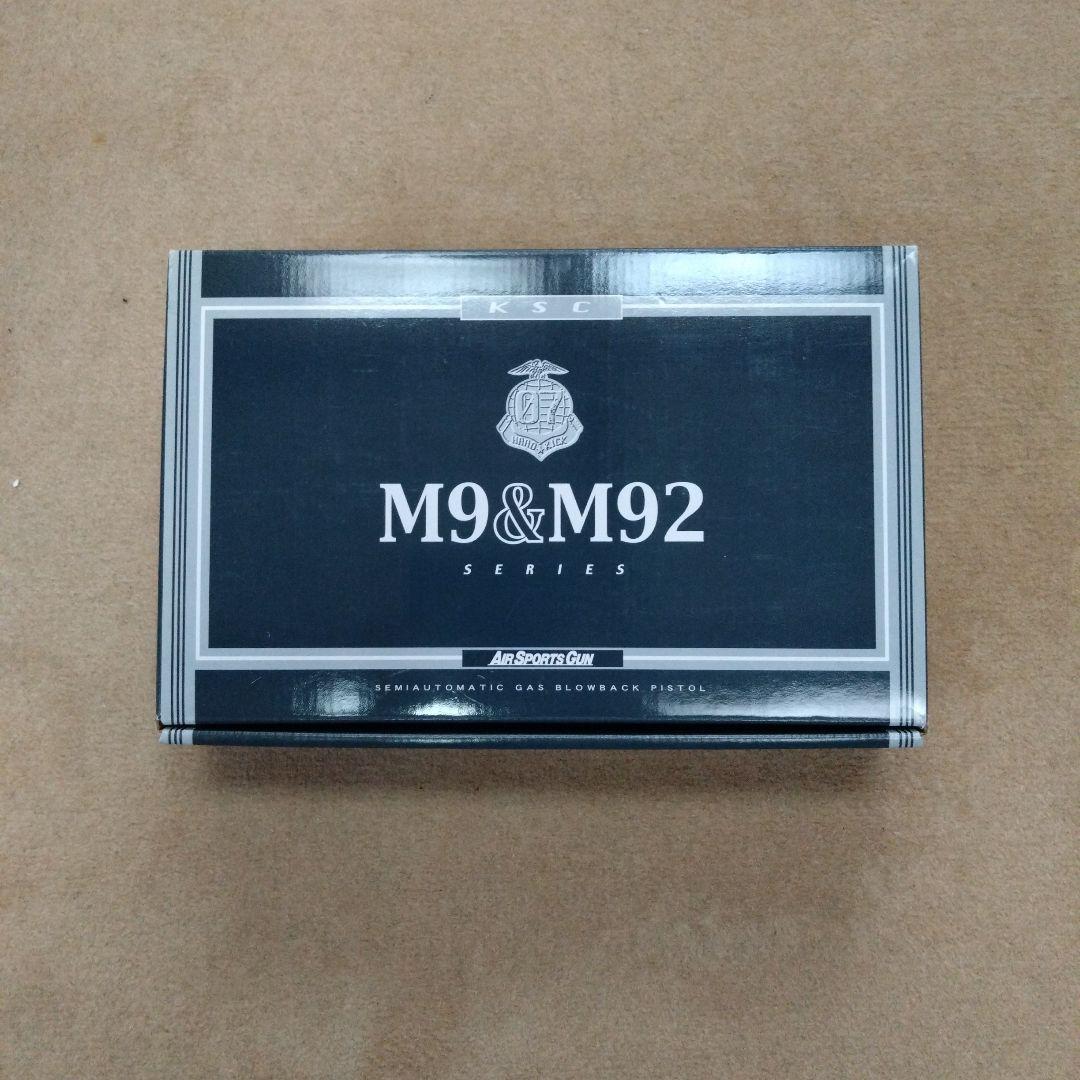 KSC
07
HARD KICK
M9&M92
SERIES
AIR SPORTS GUN
SEMIAUTOMATIC GAS BLOWBACK PISTOL